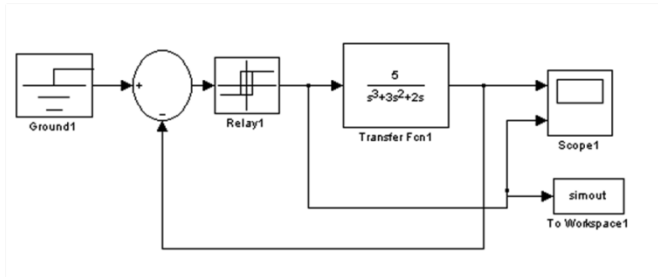 Ground1
+
-
Relay1
5
s³+3s²+2s
Transfer Fcn1
Scope1
simout
To Workspace1